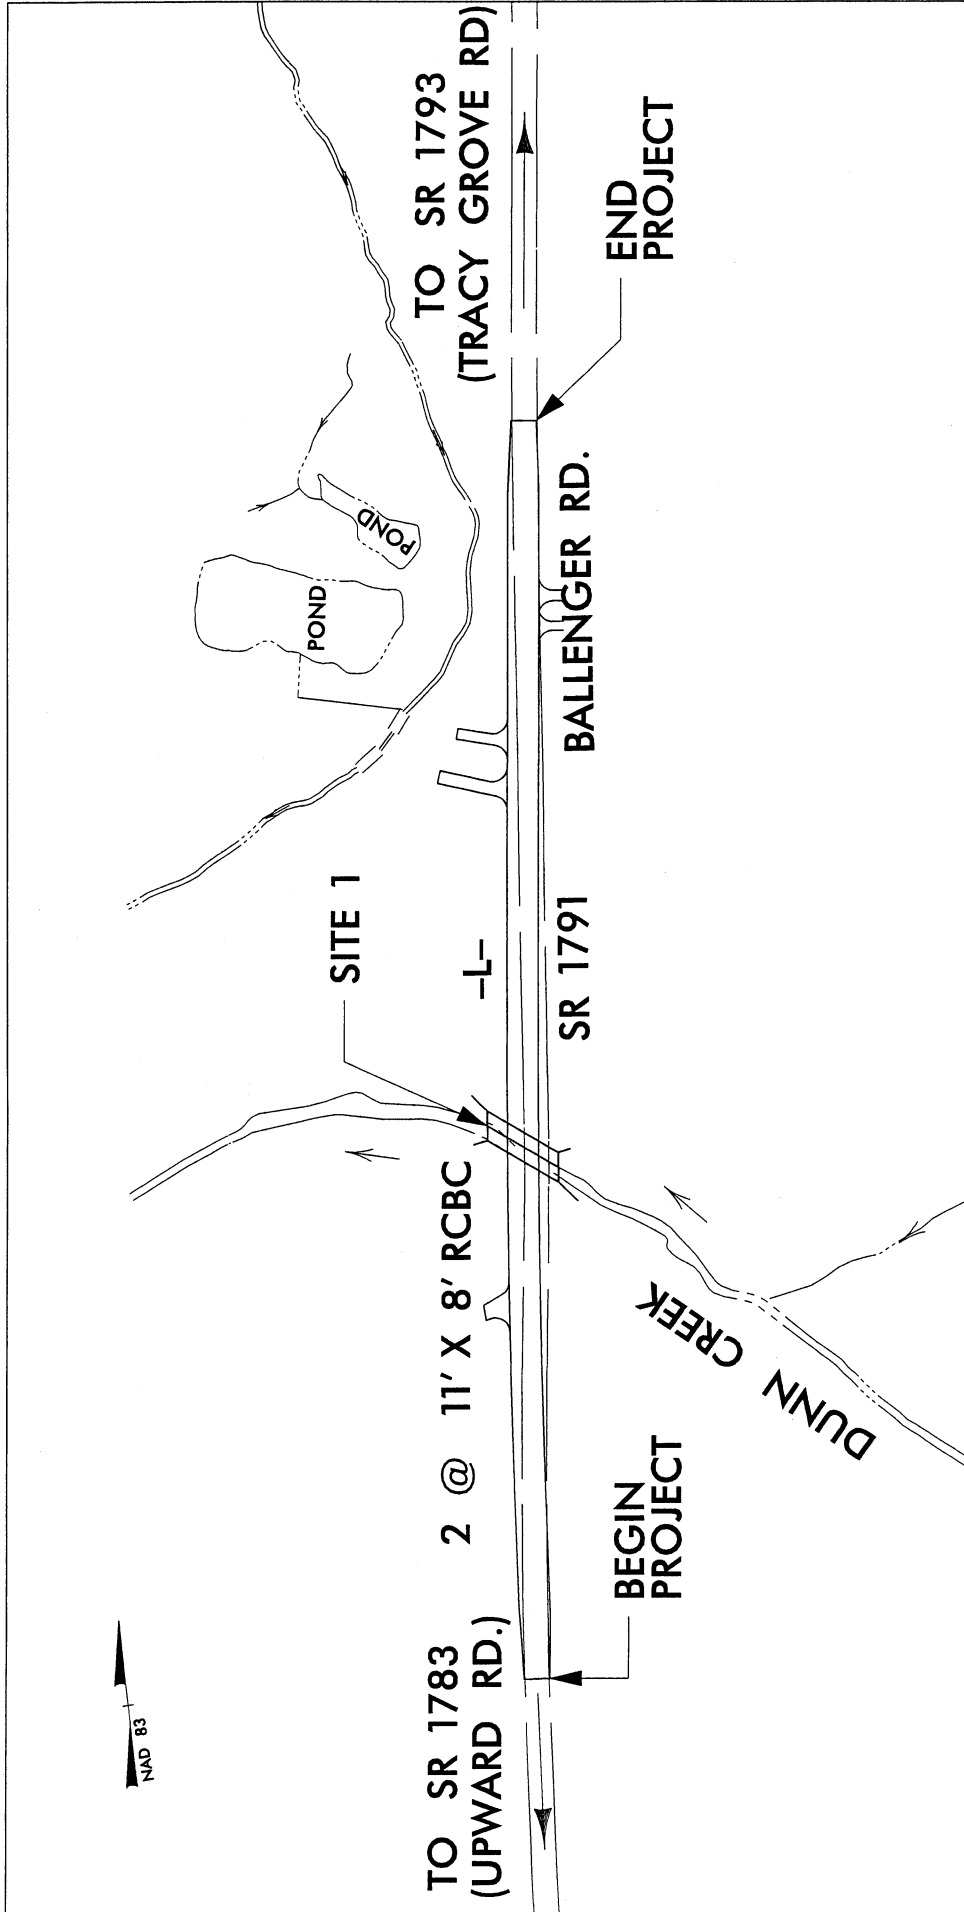 NAD 83
TO SR 1783
(UPWARD RD.)
BEGIN
PROJECT
2 @ 11' X 8' RCBC
DUNN CREEK
SITE 1
-L-
SR 1791
BALLENGER RD.
POND
POND
TO SR 1793
(TRACY GROVE RD)
END
PROJECT